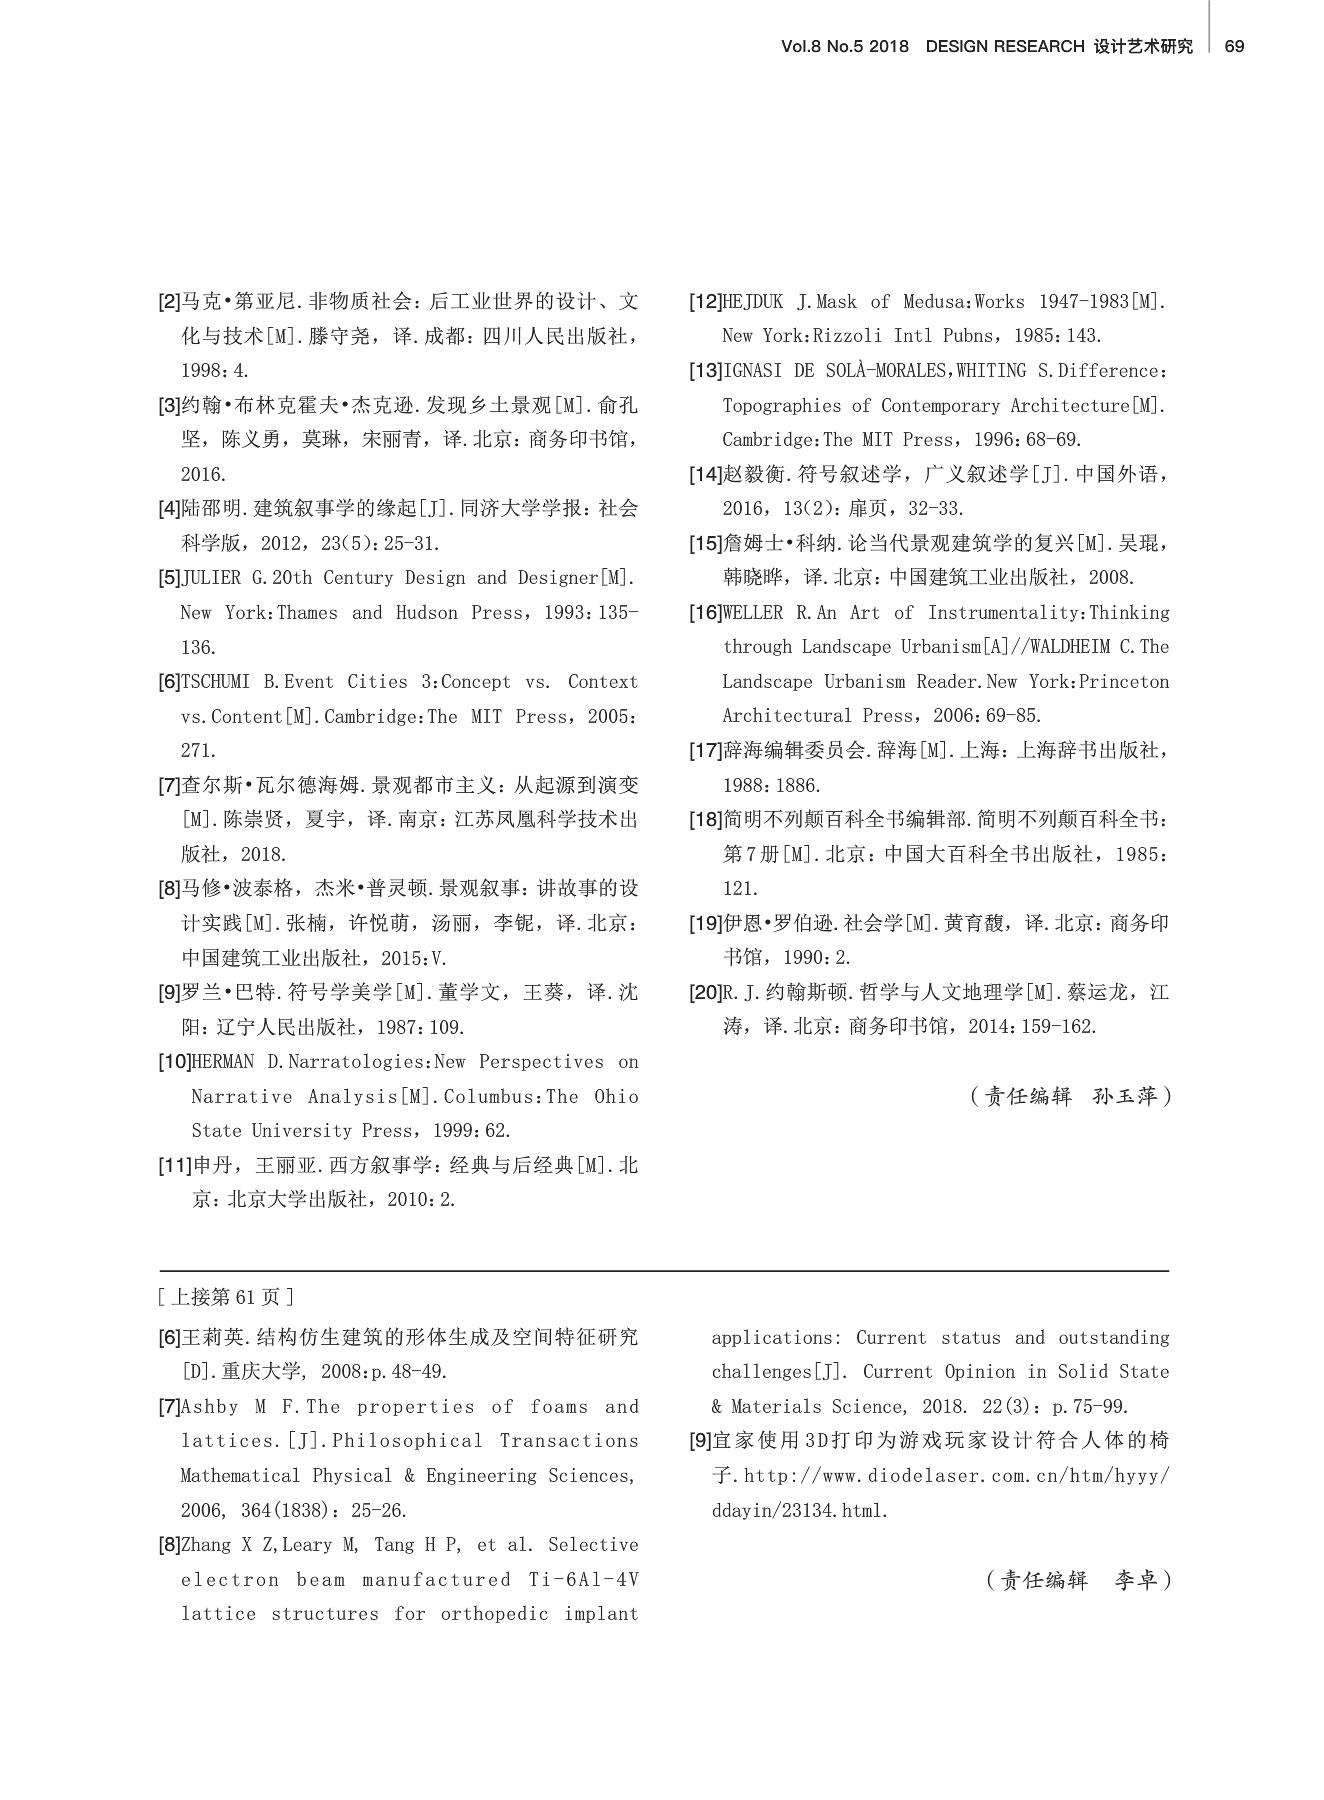 Vol.8 No.5 2018 DESIGN RESEARCH 设计艺术研究 69
[2]马克•第亚尼.非物质社会:后工业世界的设计、文
化与技术[M].滕守尧，译.成都:四川人民出版社，
1998:4.
[3]约翰•布林克霍夫•杰克逊.发现乡土景观[M].俞孔
坚，陈义勇，莫琳，宋丽青，译.北京:商务印书馆，
2016.
[4]陆邵明.建筑叙事学的缘起[J].同济大学学报:社会
科学版，2012，23(5):25-31.
[5]JULIER G.20th Century Design and Designer[M].
New York:Thames and Hudson Press，1993:135-
136.
[6]TSCHUMI B.Event Cities 3:Concept vs. Context
vs.Content[M].Cambridge:The MIT Press，2005:
271.
[7]查尔斯•瓦尔德海姆.景观都市主义:从起源到演变
[M].陈崇贤，夏宇，译.南京:江苏凤凰科学技术出
版社，2018.
[8]马修•波泰格，杰米•普灵顿.景观叙事:讲故事的设
计实践[M].张楠，许悦萌，汤丽，李铌，译.北京:
中国建筑工业出版社，2015:V.
[9]罗兰•巴特.符号学美学[M].董学文，王葵，译.沈
阳:辽宁人民出版社，1987:109.
[10]HERMAN D.Narratologies:New Perspectives on
Narrative Analysis[M].Columbus:The Ohio
State University Press，1999:62.
[11]申丹，王丽亚.西方叙事学:经典与后经典[M].北
京:北京大学出版社，2010:2.
[12]HEJDUK J.Mask of Medusa:Works 1947-1983[M].
New York:Rizzoli Intl Pubns，1985:143.
[13]IGNASI DE SOLÀ-MORALES,WHITING S.Difference:
Topographies of Contemporary Architecture[M].
Cambridge:The MIT Press，1996:68-69.
[14]赵毅衡.符号叙述学，广义叙述学[J].中国外语，
2016，13(2):扉页，32-33.
[15]詹姆士•科纳.论当代景观建筑学的复兴[M].吴琨，
韩晓晔，译.北京:中国建筑工业出版社，2008.
[16]WELLER R.An Art of Instrumentality:Thinking
through Landscape Urbanism[A]//WALDHEIM C.The
Landscape Urbanism Reader.New York:Princeton
Architectural Press，2006:69-85.
[17]辞海编辑委员会.辞海[M].上海:上海辞书出版社，
1988:1886.
[18]简明不列颠百科全书编辑部.简明不列颠百科全书:
第7册[M].北京:中国大百科全书出版社，1985:
121.
[19]伊恩•罗伯逊.社会学[M].黄育馥，译.北京:商务印
书馆，1990:2.
[20]R.J.约翰斯顿.哲学与人文地理学[M].蔡运龙，江
涛，译.北京:商务印书馆，2014:159-162.
（责任编辑 孙玉萍）
[ 上接第 61 页 ]
[6]王莉英.结构仿生建筑的形体生成及空间特征研究
[D].重庆大学, 2008:p.48-49.
[7]Ashby M F.The properties of foams and
lattices.[J].Philosophical Transactions
Mathematical Physical & Engineering Sciences,
2006, 364(1838): 25-26.
[8]Zhang X Z,Leary M, Tang H P, et al. Selective
electron beam manufactured Ti-6Al-4V
lattice structures for orthopedic implant
applications: Current status and outstanding
challenges[J]. Current Opinion in Solid State
& Materials Science, 2018. 22(3): p.75-99.
[9]宜家使用3D打印为游戏玩家设计符合人体的椅
子.http://www.diodelaser.com.cn/htm/hyyy/
ddayin/23134.html.
（责任编辑 李卓）